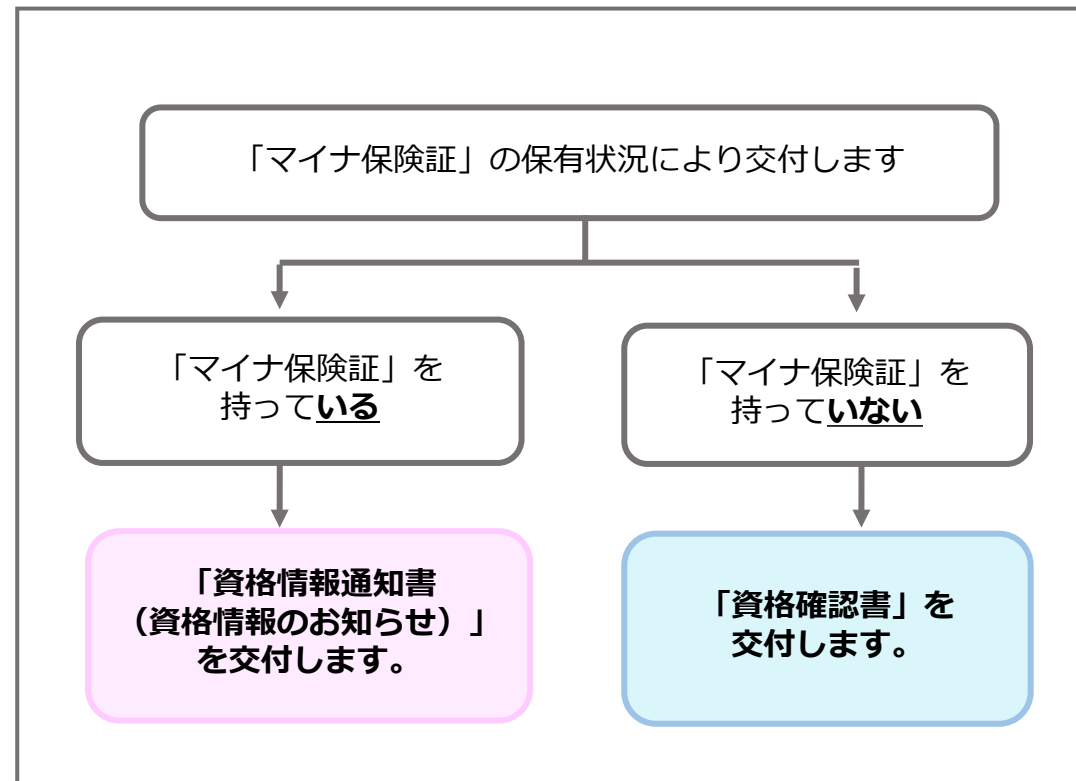 「マイナ保険証」の保有状況により交付します
「マイナ保険証」を
持っている
「マイナ保険証」を
持っていない
「資格情報通知書
（資格情報のお知らせ）」
を交付します。
「資格確認書」を
交付します。